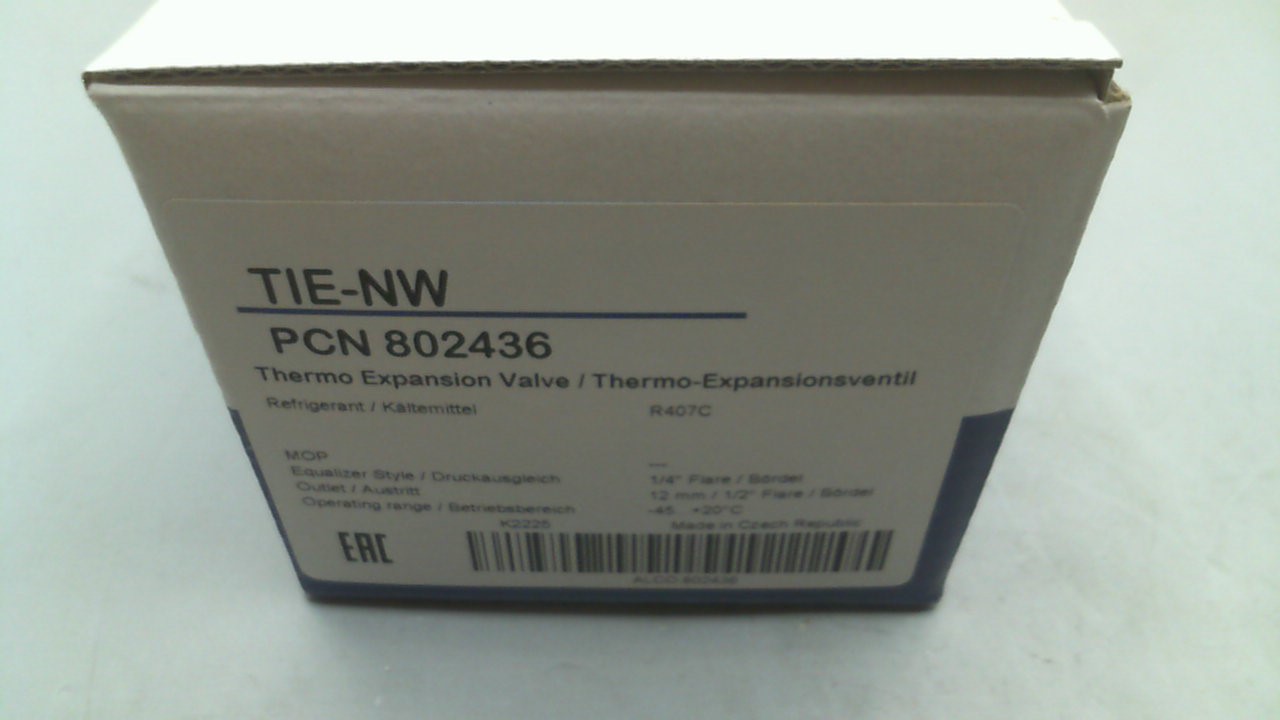 TIE-NW
PCN 802436
Thermo Expansion Valve / Thermo-Expansionsventil
Refrigerant / Kältemittel R407C
MOP ---
Equalizer Style / Druckausgleich 1/4" Flare / Bördel
Outlet / Austritt 12 mm / 1/2" Flare / Bördel
Operating range / Betriebsbereich -45...+20°C
K2225 Made in Czech Republic
EAC
ALCO-802436